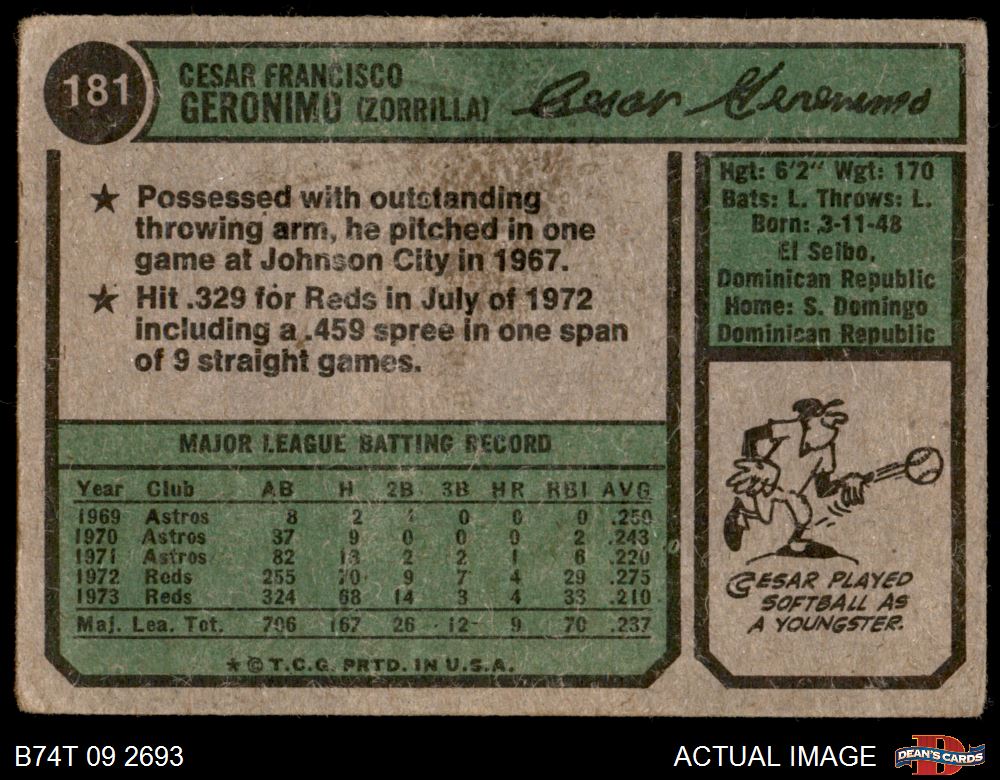 181
CESAR FRANCISCO
GERONIMO (ZORRILLA)
Cesar Geronimo
★ Possessed with outstanding
throwing arm, he pitched in one
game at Johnson City in 1967.
★ Hit .329 for Reds in July of 1972
including a .459 spree in one span
of 9 straight games.
Hgt: 6'2" Wgt: 170
Bats: L. Throws: L.
Born: 3-11-48
El Seibo,
Dominican Republic
Home: S. Domingo
Dominican Republic
MAJOR LEAGUE BATTING RECORD
Year Club AB H 2B 3B HR RBI AVG
1969 Astros 8 2 0 0 0 .250
1970 Astros 37 9 0 0 0 2 .243
1971 Astros 82 18 2 2 1 6 .220
1972 Reds 255 70 9 7 4 29 .275
1973 Reds 324 68 14 3 4 33 .210
Maj. Lea. Tot. 706 167 26 12 9 70 .237
★ © T.C.G. PRTD. IN U.S.A.
CESAR PLAYED
SOFTBALL AS
A YOUNGSTER.
B74T 09 2693
ACTUAL IMAGE
D
DEAN'S CARDS